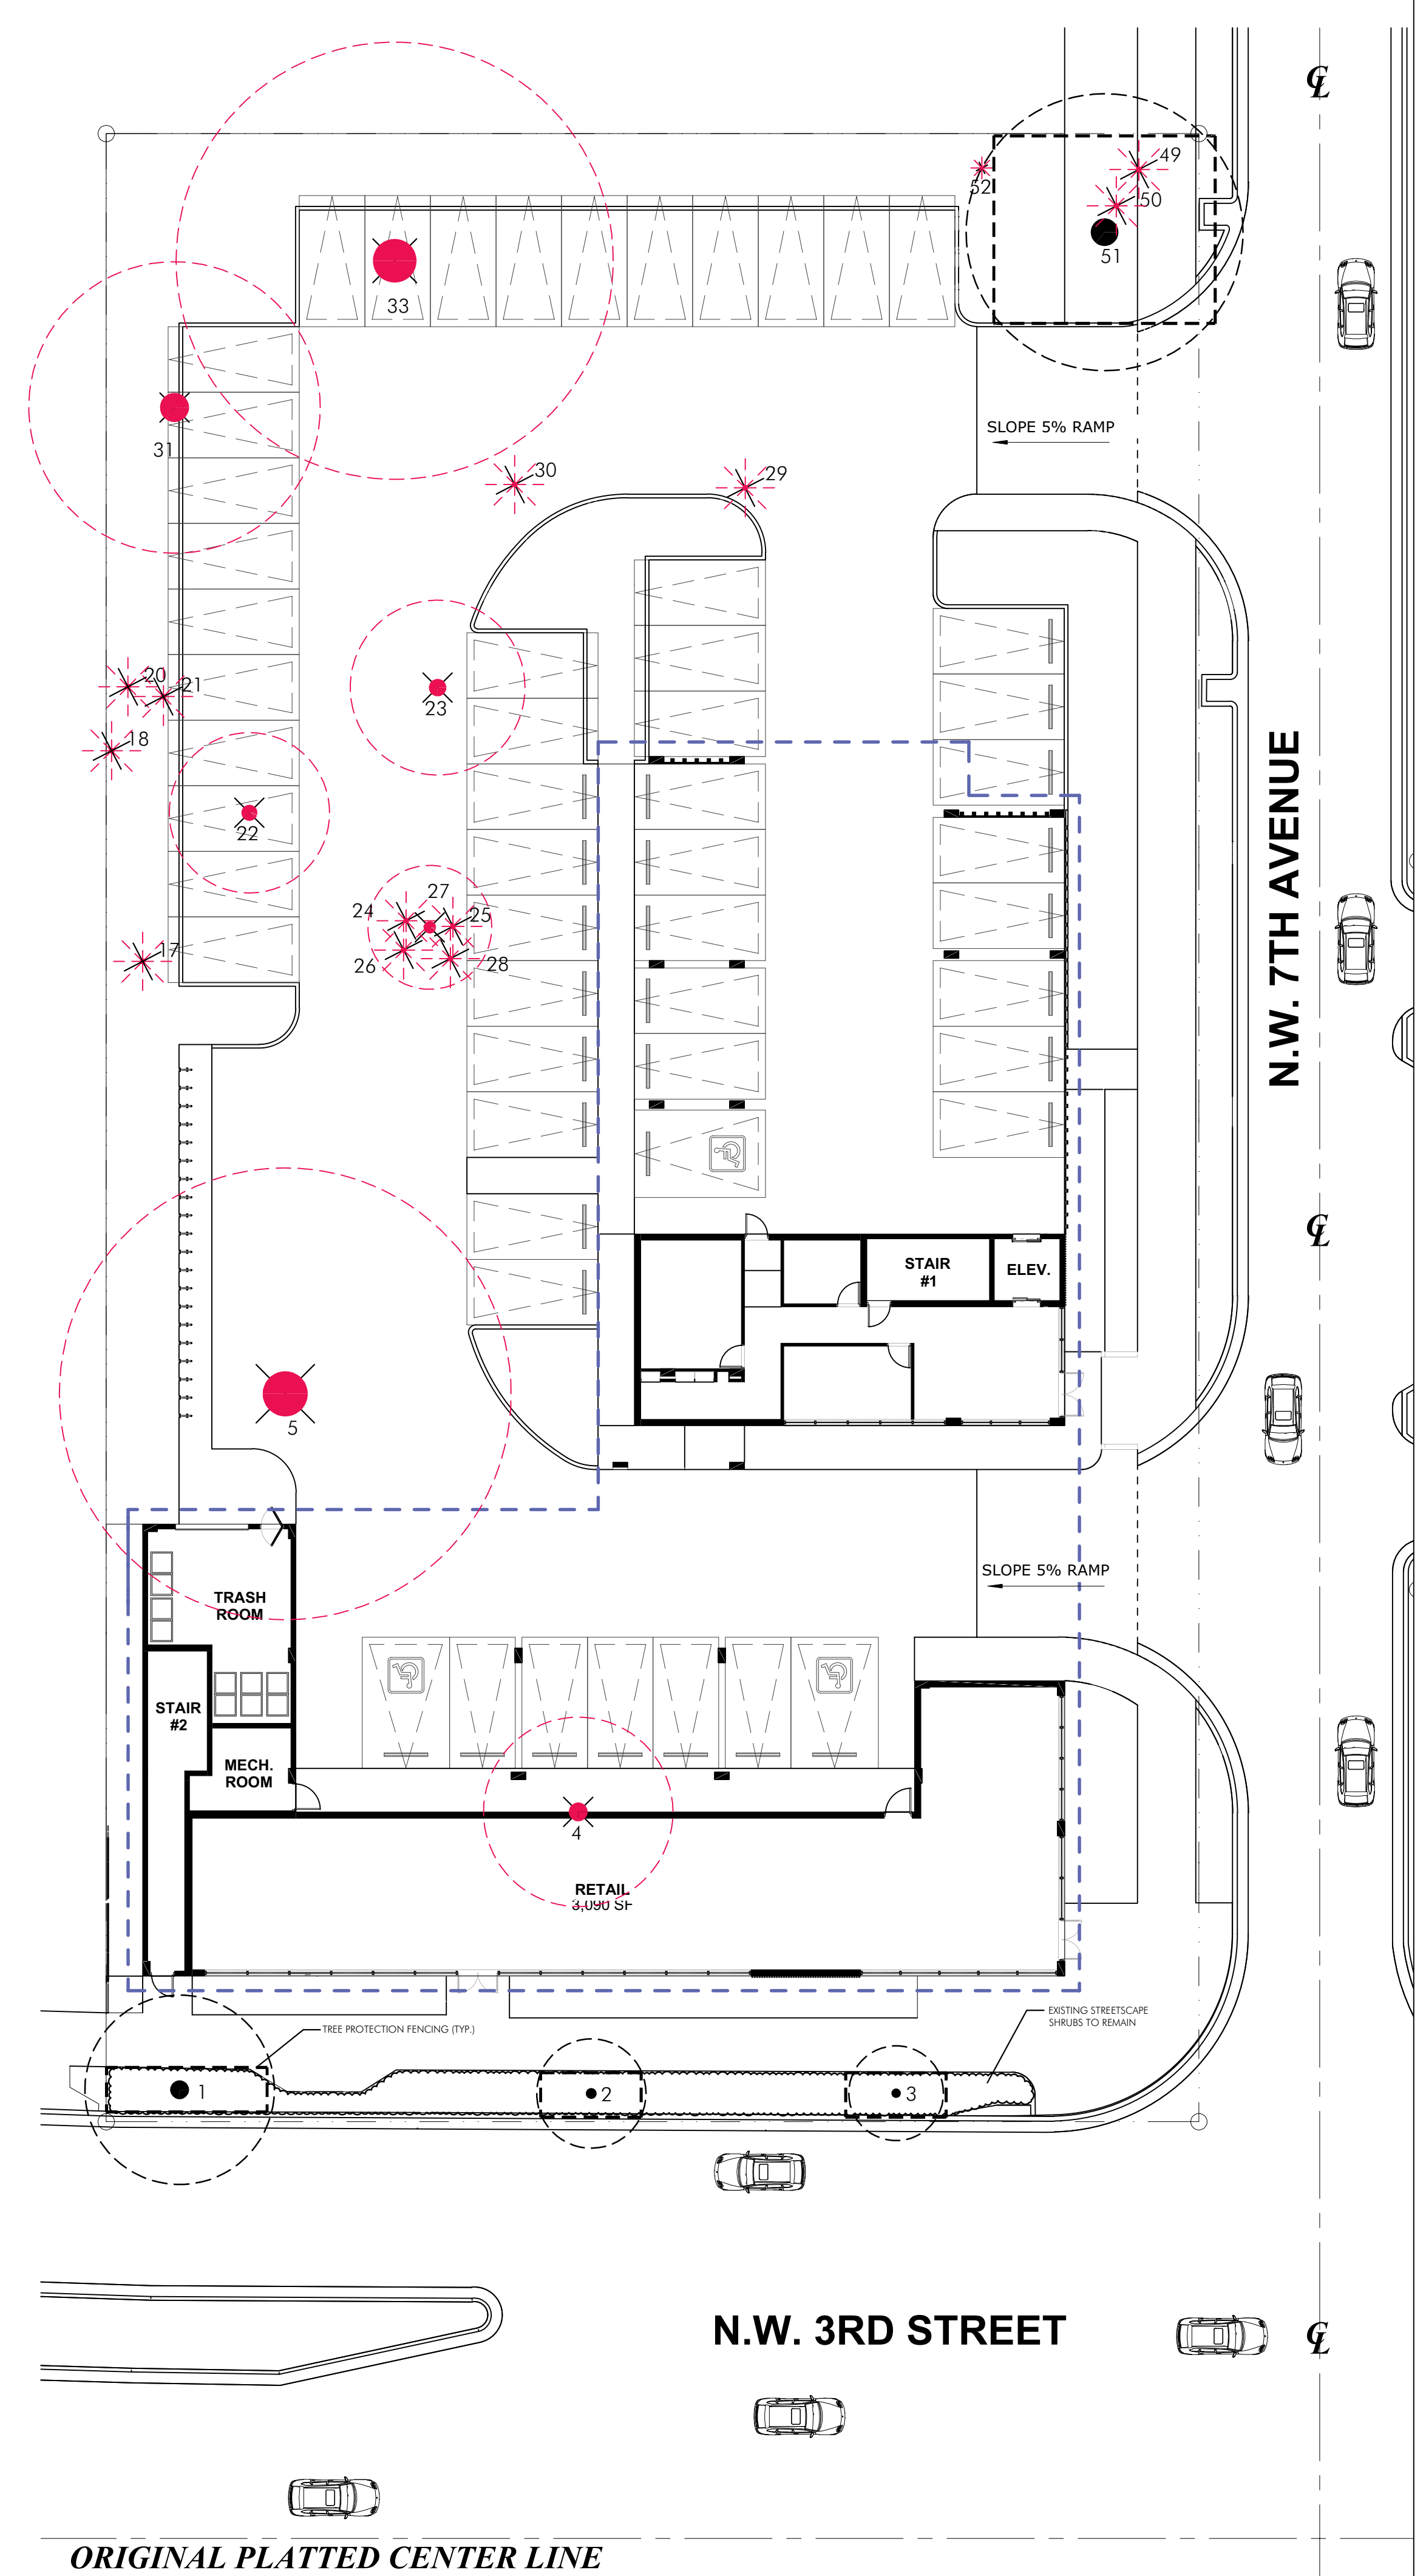 CL
49
52
50
51
33
SLOPE 5% RAMP
31
30
29
20
21
23
18
N.W. 7TH AVENUE
22
27
24
25
17
26
28
CL
STAIR
#1
ELEV.
5
SLOPE 5% RAMP
TRASH
ROOM
STAIR
#2
MECH.
ROOM
4
RETAIL
3,090 SF
EXISTING STREETSCAPE
SHRUBS TO REMAIN
TREE PROTECTION FENCING (TYP.)
1
2
3
N.W. 3RD STREET
CL
ORIGINAL PLATTED CENTER LINE